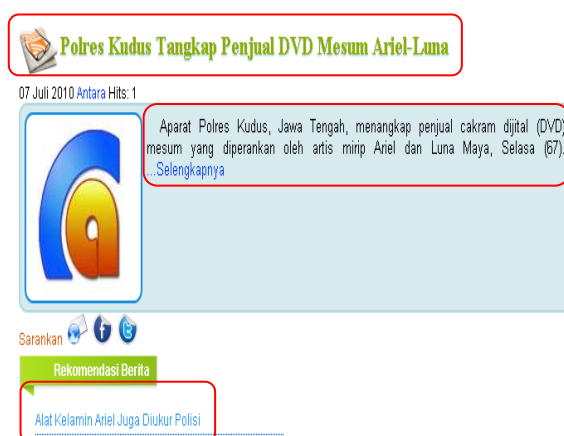 Polres Kudus Tangkap Penjual DVD Mesum Ariel-Luna
07 Juli 2010 Antara Hits: 1
Aparat Polres Kudus, Jawa Tengah, menangkap penjual cakram dijital (DVD)
mesum yang diperankan oleh artis mirip Ariel dan Luna Maya, Selasa (67).
...Selengkapnya
Sarankan
Rekomendasi Berita
Alat Kelamin Ariel Juga Diukur Polisi